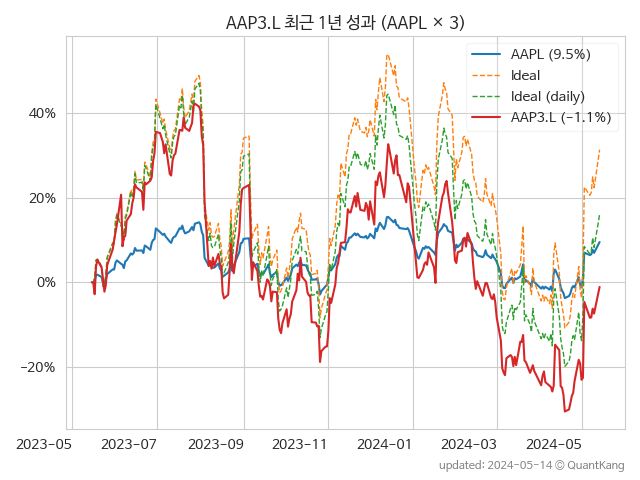 AAP3.L 최근 1년 성과 (AAPL × 3)
AAPL (9.5%)
Ideal
Ideal (daily)
AAP3.L (−1.1%)
40%
20%
0%
−20%
2023-05
2023-07
2023-09
2023-11
2024-01
2024-03
2024-05
updated: 2024-05-14 © QuantKang